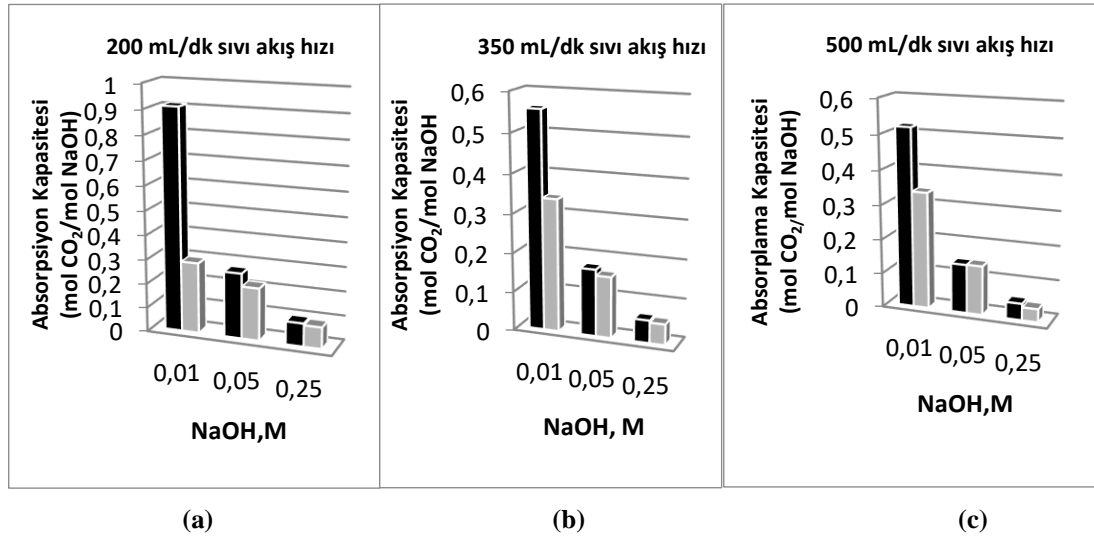 200 mL/dk sıvı akış hızı
Absorpsiyon Kapasitesi
(mol CO₂/mol NaOH)
1
0,9
0,8
0,7
0,6
0,5
0,4
0,3
0,2
0,1
0
0,01 0,05 0,25
NaOH,M
(a)
350 mL/dk sıvı akış hızı
Absorpsiyon Kapasitesi
(mol CO₂/mol NaOH
0,6
0,5
0,4
0,3
0,2
0,1
0
0,01 0,05 0,25
NaOH, M
(b)
500 mL/dk sıvı akış hızı
Absorplama Kapasitesi
(mol CO₂/mol NaOH)
0,6
0,5
0,4
0,3
0,2
0,1
0
0,01 0,05 0,25
NaOH,M
(c)